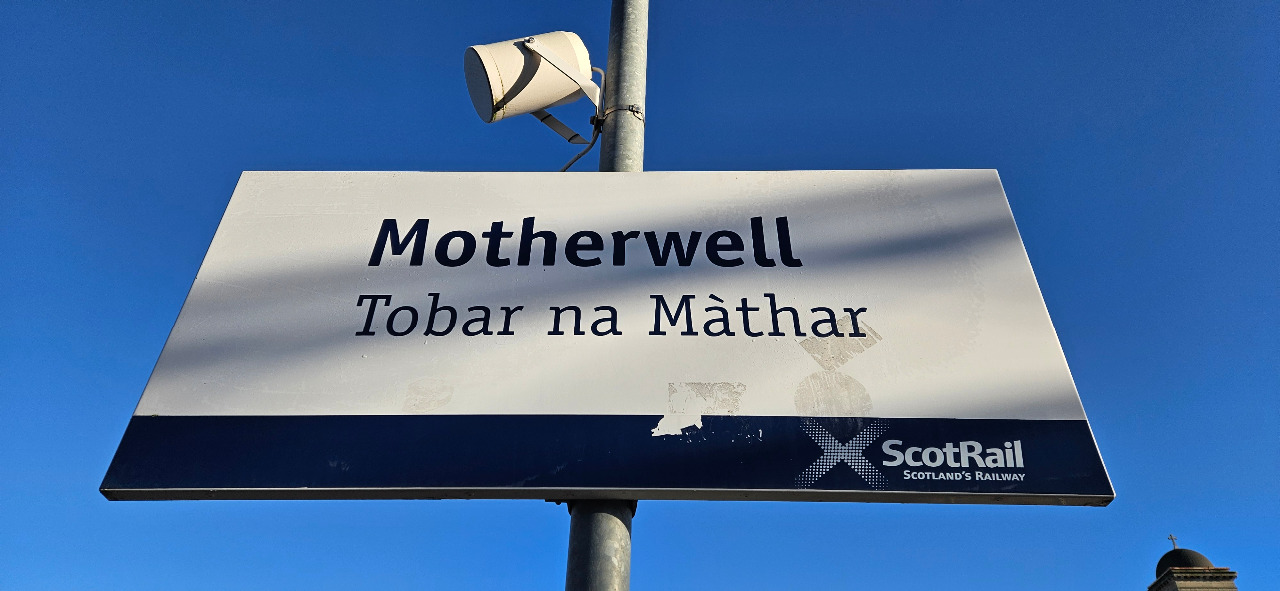 Motherwell
Tobar na Màthar
ScotRail
SCOTLAND'S RAILWAY